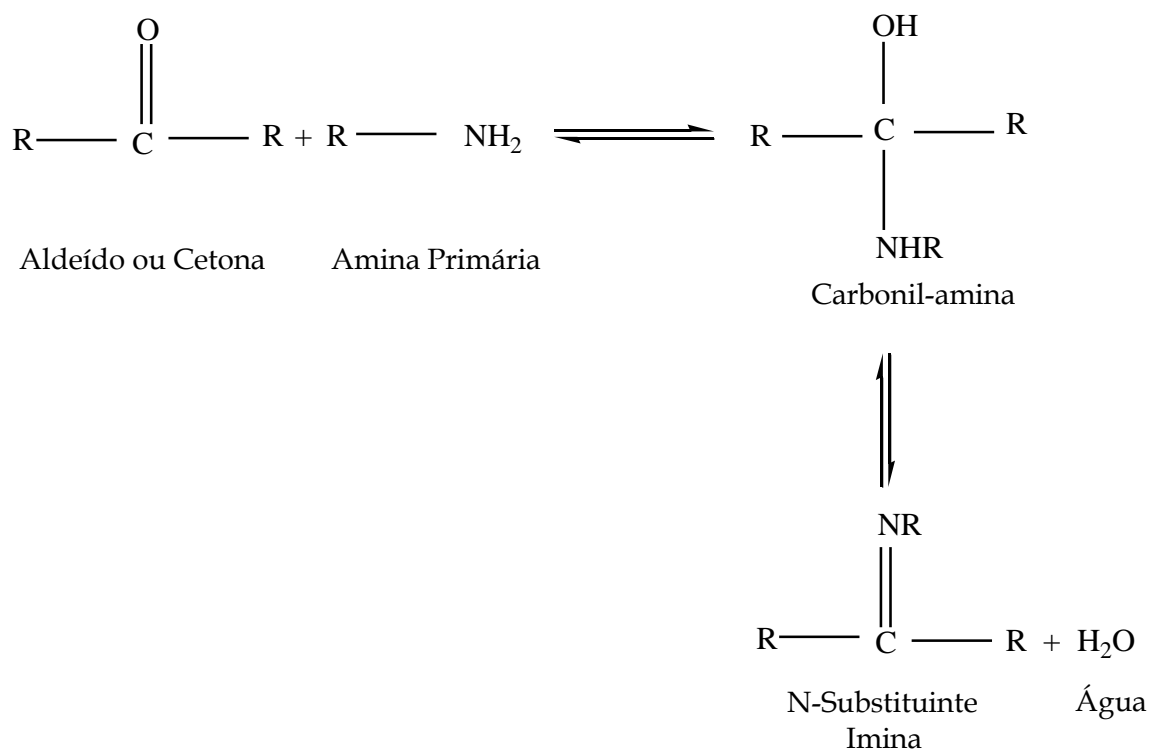 O
OH
R C R + R NH₂
R C R
NHR
Aldeído ou Cetona Amina Primária
Carbonil-amina
NR
R C R + H₂O
N-Substituinte Água
Imina